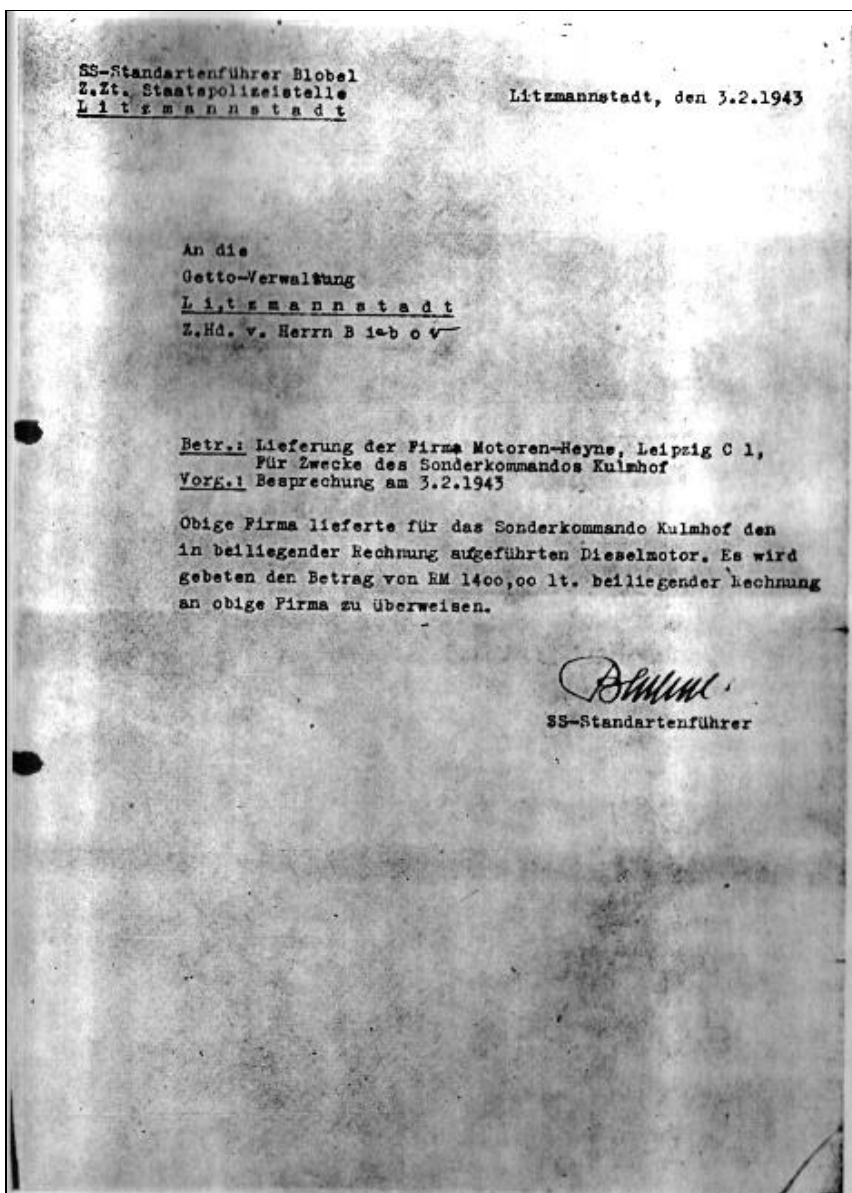 SS-Standartenführer Blobel
Z.Zt. Staatspolizeistelle
Litzmannstadt
Litzmannstadt, den 3.2.1943
An die
Getto-Verwaltung
Litzmannstadt
Z.Hd. v. Herrn Biebow
Betr.: Lieferung der Firma Motoren-Heyne, Leipzig C 1,
Für Zwecke des Sonderkommandos Kulmhof
Vorg.: Besprechung am 3.2.1943
Obige Firma lieferte für das Sonderkommando Kulmhof den
in beiliegender Rechnung aufgeführten Dieselmotor. Es wird
gebeten den Betrag von RM 1400,00 lt. beiliegender Rechnung
an obige Firma zu überweisen.
SS-Standartenführer